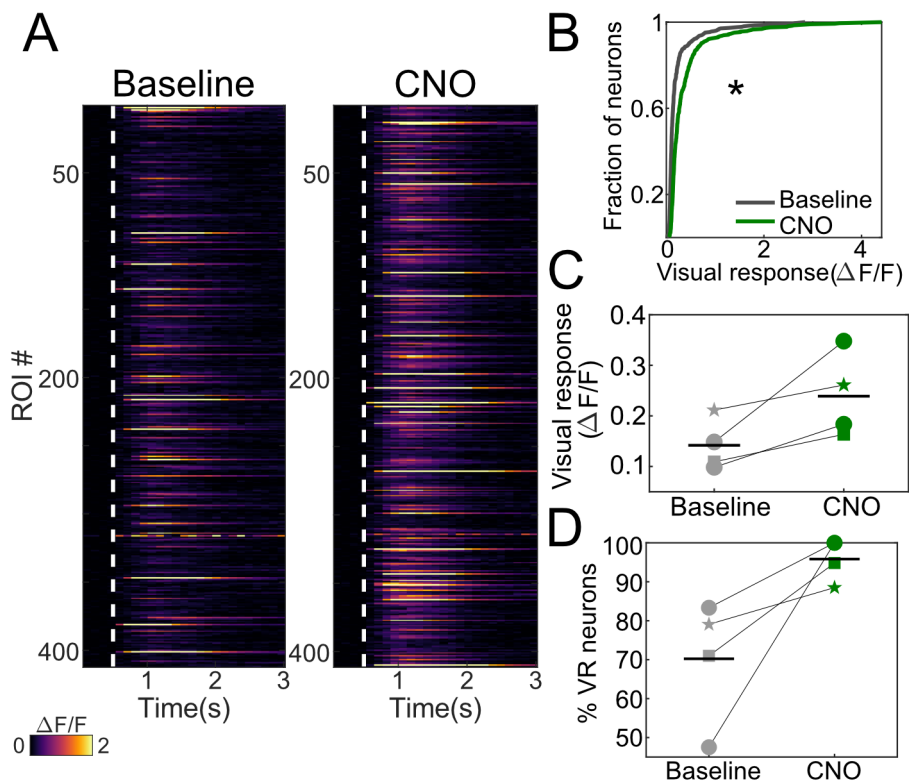 A
Baseline
CNO
ROI #
50
200
400
50
200
400
1
2
3
1
2
3
Time(s)
Time(s)
ΔF/F
0
2
B
Fraction of neurons
1
0.6
0.2
*
Baseline
CNO
0
2
4
Visual response(ΔF/F)
C
Visual response
(ΔF/F)
0.4
0.3
0.2
0.1
Baseline
CNO
D
% VR neurons
100
90
80
70
60
50
Baseline
CNO